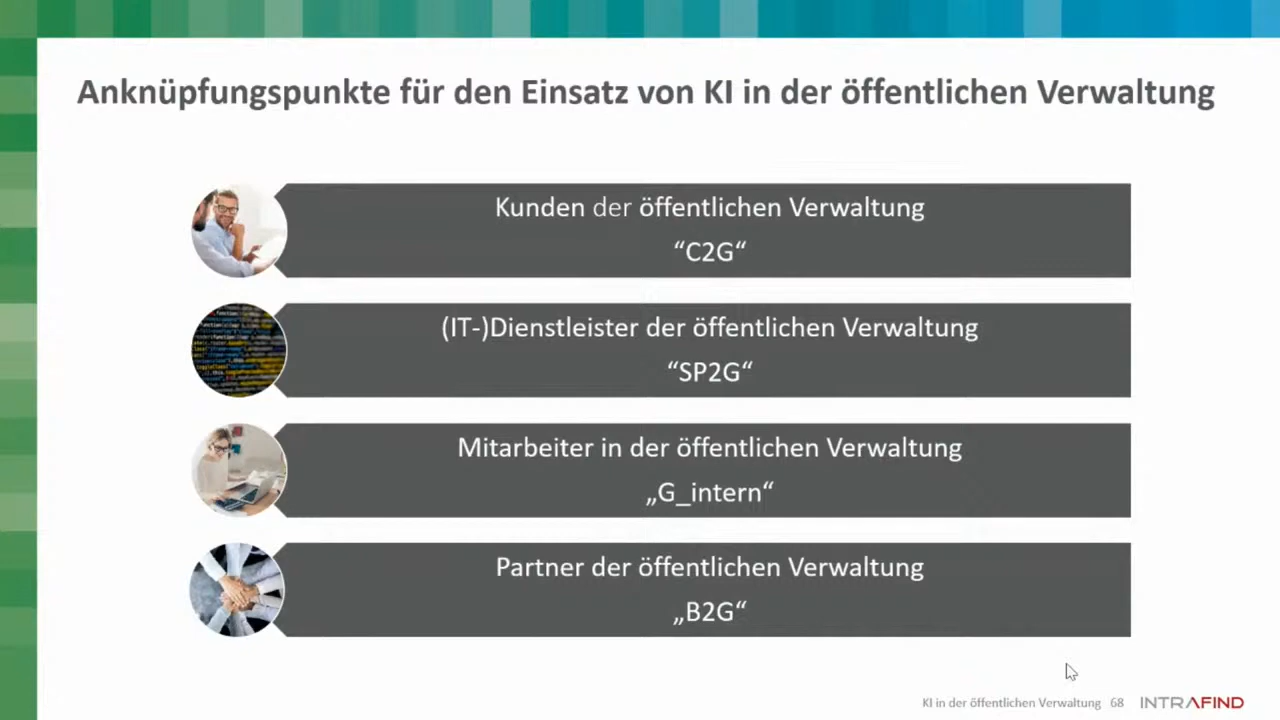 Anknüpfungspunkte für den Einsatz von KI in der öffentlichen Verwaltung
Kunden der öffentlichen Verwaltung
“C2G“
(IT-)Dienstleister der öffentlichen Verwaltung
“SP2G“
Mitarbeiter in der öffentlichen Verwaltung
„G_intern“
Partner der öffentlichen Verwaltung
„B2G“
KI in der öffentlichen Verwaltung 68 INTRAFIND